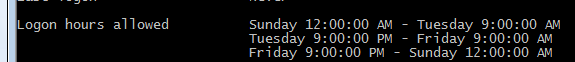 Logon hours allowed Sunday 12:00:00 AM - Tuesday 9:00:00 AM
Tuesday 9:00:00 PM - Friday 9:00:00 AM
Friday 9:00:00 PM - Sunday 12:00:00 AM